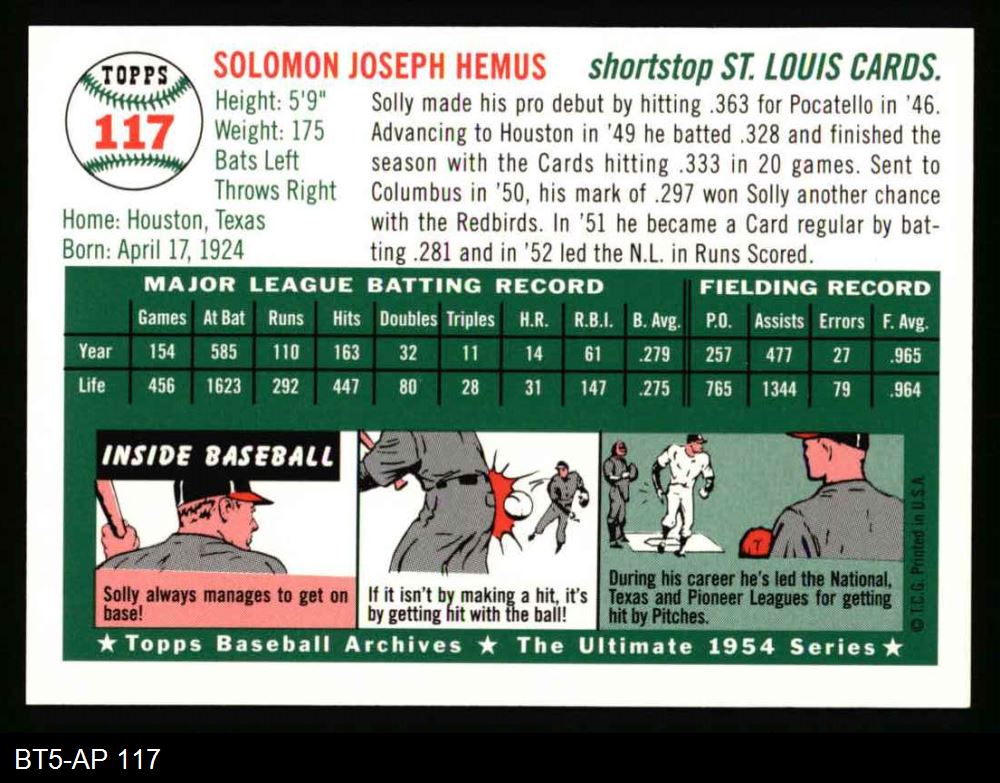 TOPPS
117
SOLOMON JOSEPH HEMUS
shortstop ST. LOUIS CARDS.
Height: 5'9"
Weight: 175
Bats Left
Throws Right
Home: Houston, Texas
Born: April 17, 1924
Solly made his pro debut by hitting .363 for Pocatello in '46.
Advancing to Houston in '49 he batted .328 and finished the
season with the Cards hitting .333 in 20 games. Sent to
Columbus in '50, his mark of .297 won Solly another chance
with the Redbirds. In '51 he became a Card regular by bat-
ting .281 and in '52 led the N.L. in Runs Scored.
MAJOR LEAGUE BATTING RECORD FIELDING RECORD
Games At Bat Runs Hits Doubles Triples H.R. R.B.I. B. Avg. P.O. Assists Errors F. Avg.
Year 154 585 110 163 32 11 14 61 .279 257 477 27 .965
Life 456 1623 292 447 80 28 31 147 .275 765 1344 79 .964
INSIDE BASEBALL
Solly always manages to get on
base!
If it isn't by making a hit, it's
by getting hit with the ball!
During his career he's led the National,
Texas and Pioneer Leagues for getting
hit by Pitches.
© T.C.G. Printed in U.S.A.
★ Topps Baseball Archives ★ The Ultimate 1954 Series ★
BT5-AP 117